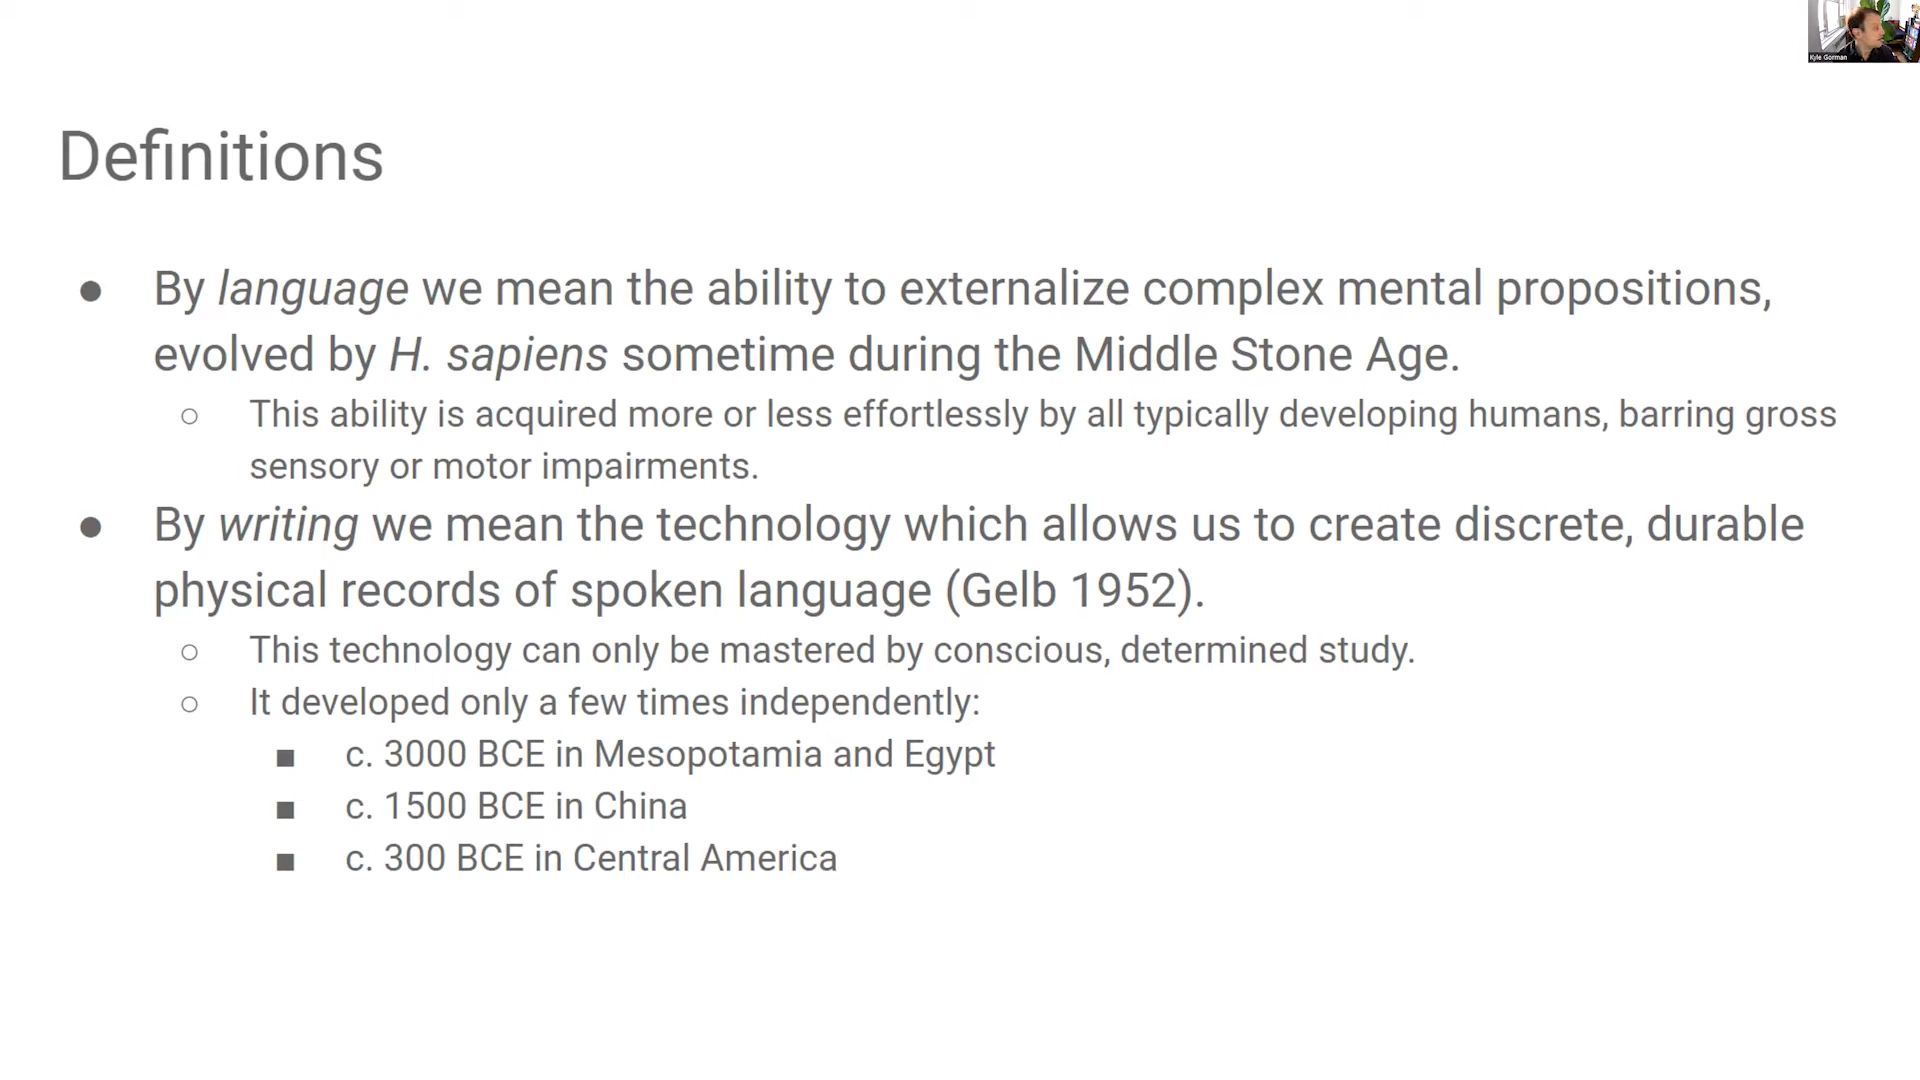 Kyle Gorman
Definitions
● By language we mean the ability to externalize complex mental propositions,
evolved by H. sapiens sometime during the Middle Stone Age.
○ This ability is acquired more or less effortlessly by all typically developing humans, barring gross
sensory or motor impairments.
● By writing we mean the technology which allows us to create discrete, durable
physical records of spoken language (Gelb 1952).
○ This technology can only be mastered by conscious, determined study.
○ It developed only a few times independently:
■ c. 3000 BCE in Mesopotamia and Egypt
■ c. 1500 BCE in China
■ c. 300 BCE in Central America